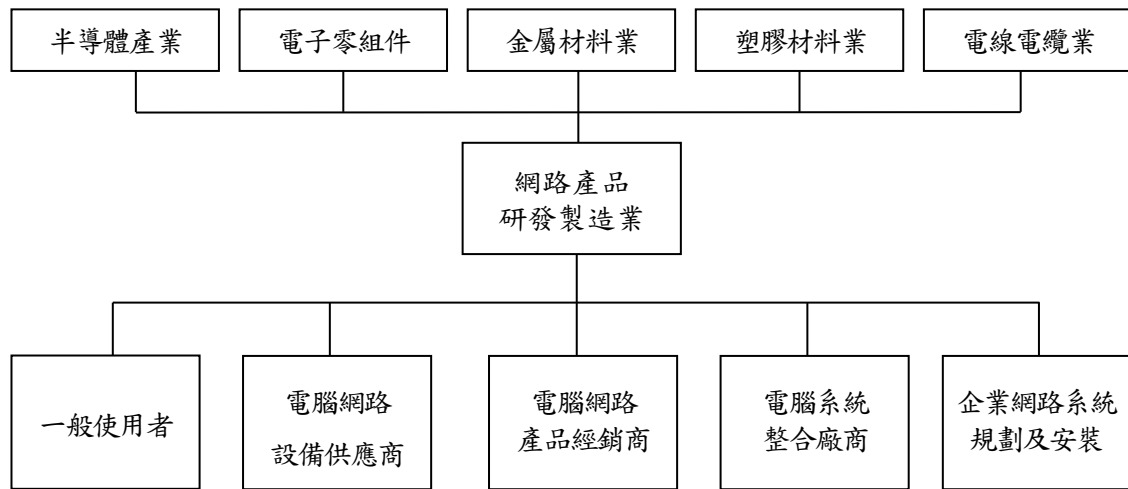 半導體產業
電子零組件
金屬材料業
塑膠材料業
電線電纜業
網路產品
研發製造業
一般使用者
電腦網路
設備供應商
電腦網路
產品經銷商
電腦系統
整合廠商
企業網路系統
規劃及安裝